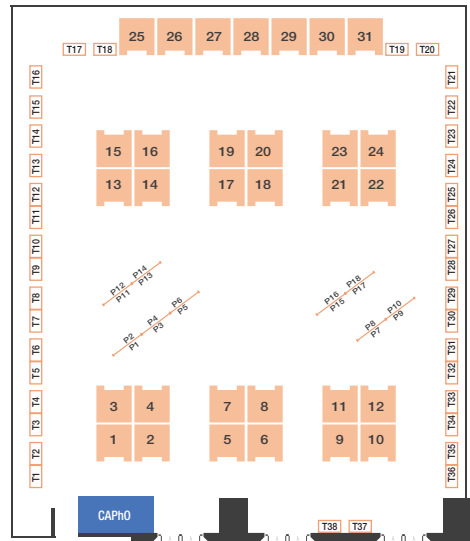 25 26 27 28 29 30 31
T17 T18 T19 T20
T16 T21
T15 T22
T14 T23
15 16 19 20 23 24
T13 T24
13 14 17 18 21 22
T12 T25
T11 T26
T10 T27
T9 T28
P12 P14
P11 P13
P16 P18
P15 P17
T8 T29
P2 P4 P6
P1 P3 P5
P8 P10
P7 P9
T7 T30
T6 T31
T5 T32
T4 T33
3 4 7 8 11 12
T3 T34
1 2 5 6 9 10
T2 T35
T1 T36
CAPhO
T38 T37